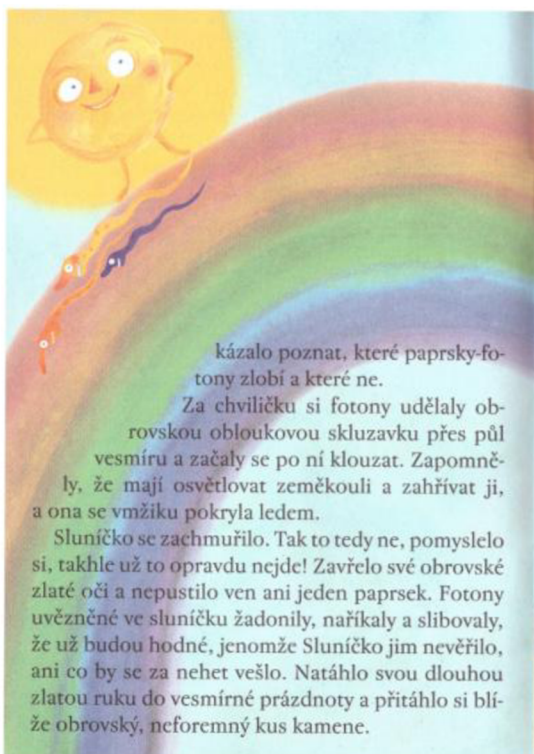 kázalo poznat, které paprsky-fo-
tony zlobí a které ne.
Za chviličku si fotony udělaly ob-
rovskou obloukovou skluzavku přes půl
vesmíru a začaly se po ní klouzat. Zapomně-
ly, že mají osvětlovat zeměkouli a zahřívat ji,
a ona se vmžiku pokryla ledem.
Sluníčko se zachmuřilo. Tak to tedy ne, pomyslelo
si, takhle už to opravdu nejde! Zavřelo své obrovské
zlaté oči a nepustilo ven ani jeden paprsek. Fotony
uvězněné ve sluníčku žadonily, naříkaly a slibovaly,
že už budou hodné, jenomže Sluníčko jim nevěřilo,
ani co by se za nehet vešlo. Natáhlo svou dlouhou
zlatou ruku do vesmírné prázdnoty a přitáhlo si blí-
že obrovský, neforemný kus kamene.